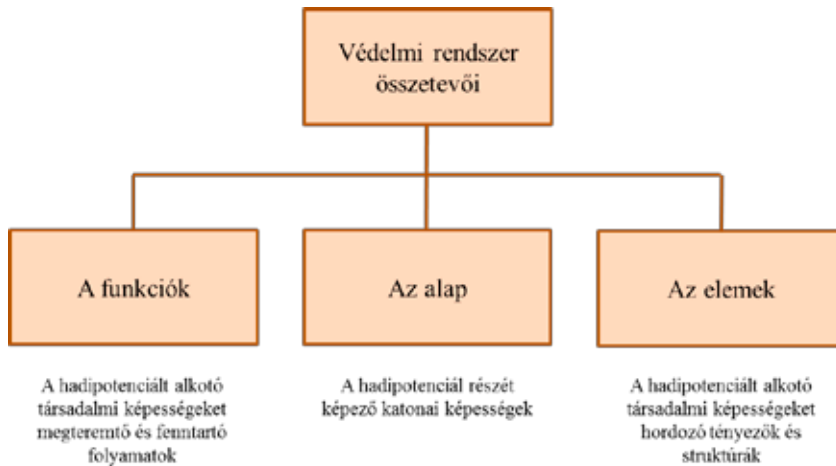 Védelmi rendszer
összetevői
A funkciók
Az alap
Az elemek
A hadipotenciált alkotó
társadalmi képességeket
megteremtő és fenntartó
folyamatok
A hadipotenciál részét
képező katonai képességek
A hadipotenciált alkotó
társadalmi képességeket
hordozó tényezők és
struktúrák